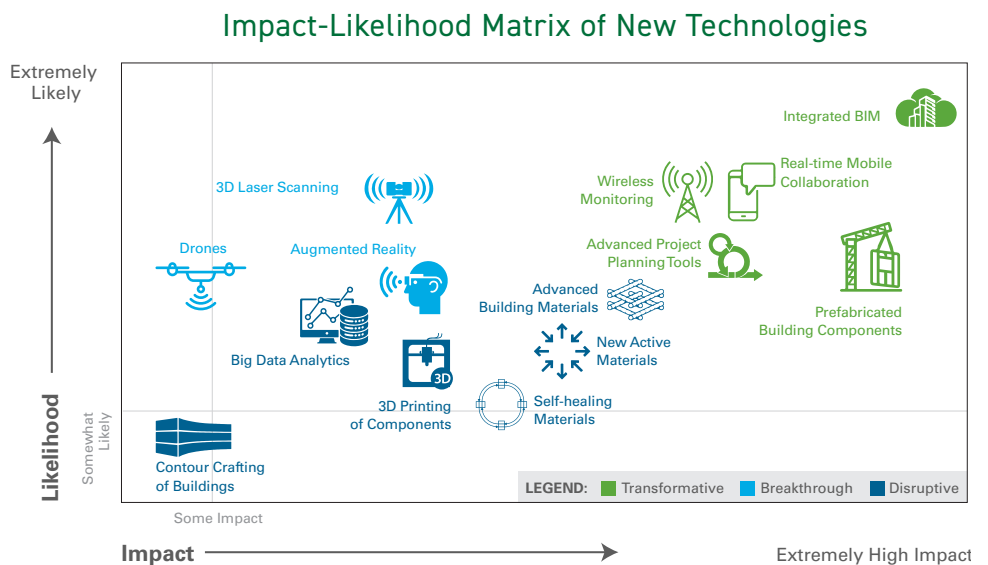 Impact-Likelihood Matrix of New Technologies
Extremely
Likely
Integrated BIM
3D Laser Scanning
Wireless
Monitoring
Real-time Mobile
Collaboration
Drones
Augmented Reality
Advanced Project
Planning Tools
Advanced
Building Materials
Prefabricated
Building Components
Big Data Analytics
New Active
Materials
3D
3D Printing
of Components
Self-healing
Materials
Likelihood
Somewhat
Likely
Contour Crafting
of Buildings
LEGEND: Transformative Breakthrough Disruptive
Some Impact
Impact
Extremely High Impact